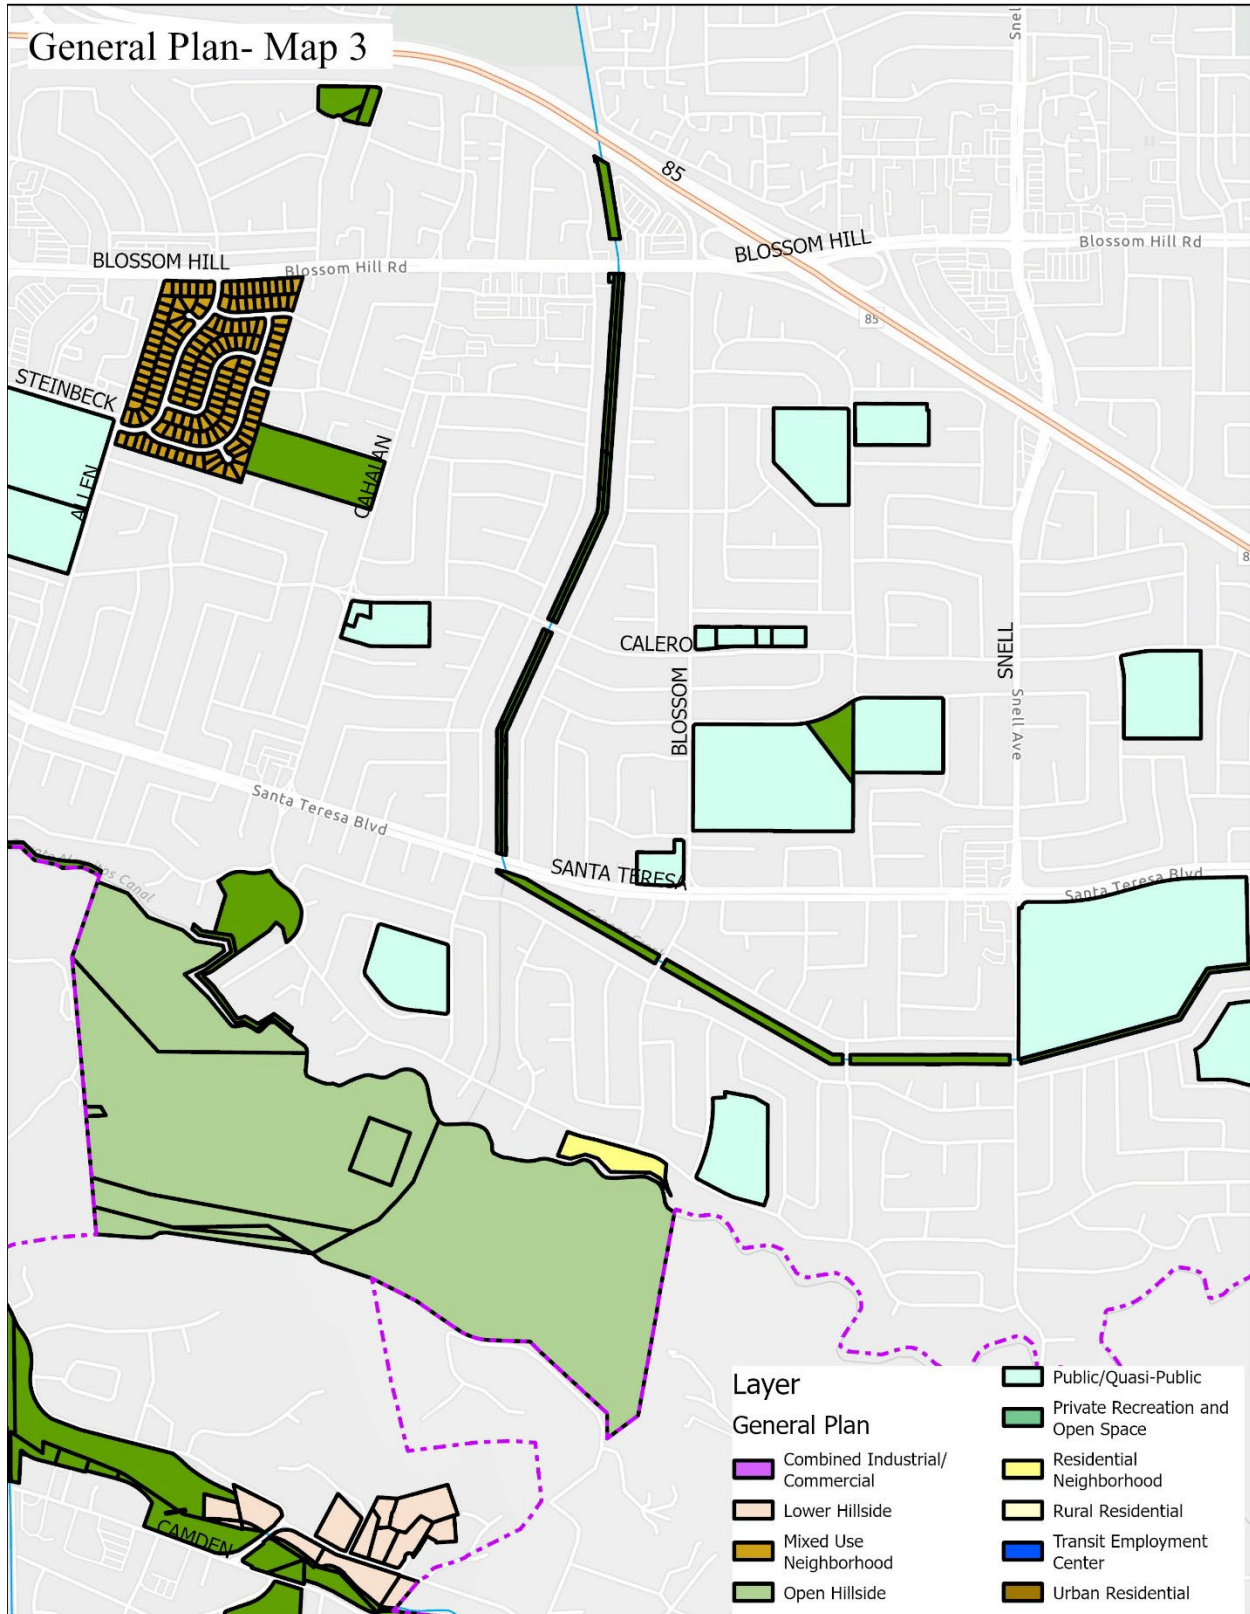 General Plan- Map 3
Snel
85
BLOSSOM HILL
Blossom Hill Rd
BLOSSOM HILL
Blossom Hill Rd
85
STEINBECK
ALLEN
CAHALAN
8
CALERO
SNELL
BLOSSOM
Snell Ave
Santa Teresa Blvd
SANTA TERESA
Santa Teresa Blvd
Canal
CAMDEN
Layer
General Plan
Combined Industrial/
Commercial
Lower Hillside
Mixed Use
Neighborhood
Open Hillside
Public/Quasi-Public
Private Recreation and
Open Space
Residential
Neighborhood
Rural Residential
Transit Employment
Center
Urban Residential